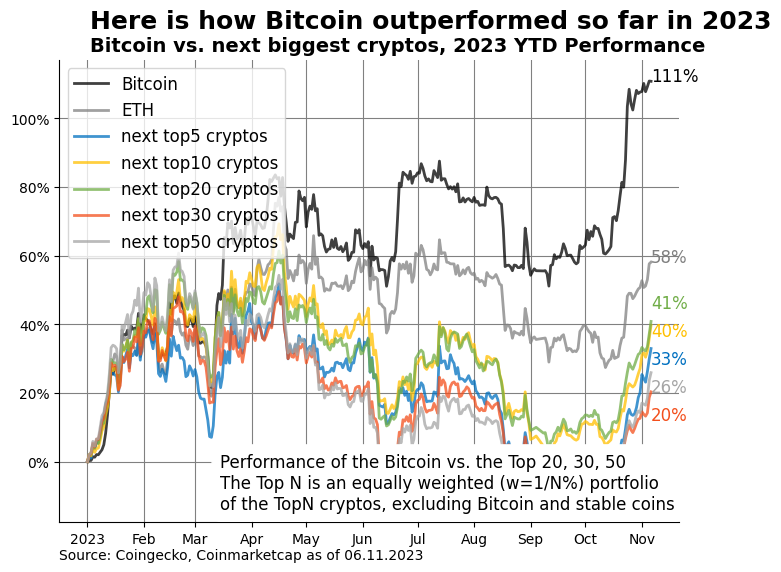 Here is how Bitcoin outperformed so far in 2023
Bitcoin vs. next biggest cryptos, 2023 YTD Performance
Bitcoin
ETH
next top5 cryptos
next top10 cryptos
next top20 cryptos
next top30 cryptos
next top50 cryptos
100%
80%
60%
40%
20%
0%
111%
58%
41%
40%
33%
26%
20%
Performance of the Bitcoin vs. the Top 20, 30, 50
The Top N is an equally weighted (w=1/N%) portfolio
of the TopN cryptos, excluding Bitcoin and stable coins
2023 Feb Mar Apr May Jun Jul Aug Sep Oct Nov
Source: Coingecko, Coinmarketcap as of 06.11.2023